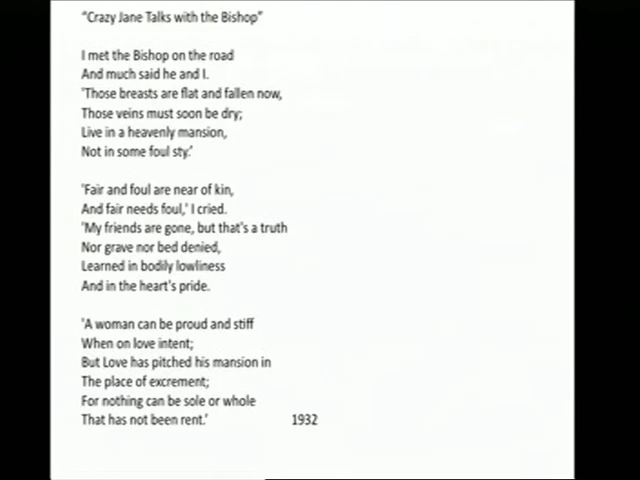 "Crazy Jane Talks with the Bishop"
I met the Bishop on the road
And much said he and I.
'Those breasts are flat and fallen now,
Those veins must soon be dry;
Live in a heavenly mansion,
Not in some foul sty.'
'Fair and foul are near of kin,
And fair needs foul,' I cried.
'My friends are gone, but that's a truth
Nor grave nor bed denied,
Learned in bodily lowliness
And in the heart's pride.
'A woman can be proud and stiff
When on love intent;
But Love has pitched his mansion in
The place of excrement;
For nothing can be sole or whole
That has not been rent.' 1932